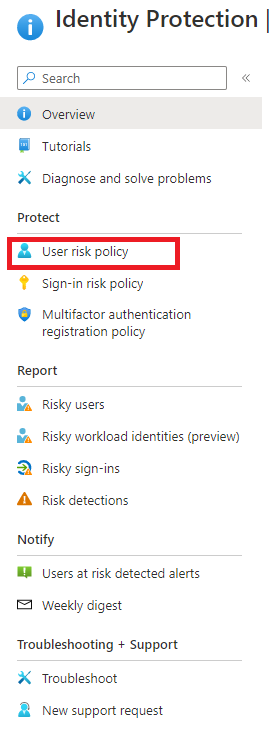 Identity Protection |
Search
Overview
Tutorials
Diagnose and solve problems
Protect
User risk policy
Sign-in risk policy
Multifactor authentication
registration policy
Report
Risky users
Risky workload identities (preview)
Risky sign-ins
Risk detections
Notify
Users at risk detected alerts
Weekly digest
Troubleshooting + Support
Troubleshoot
New support request